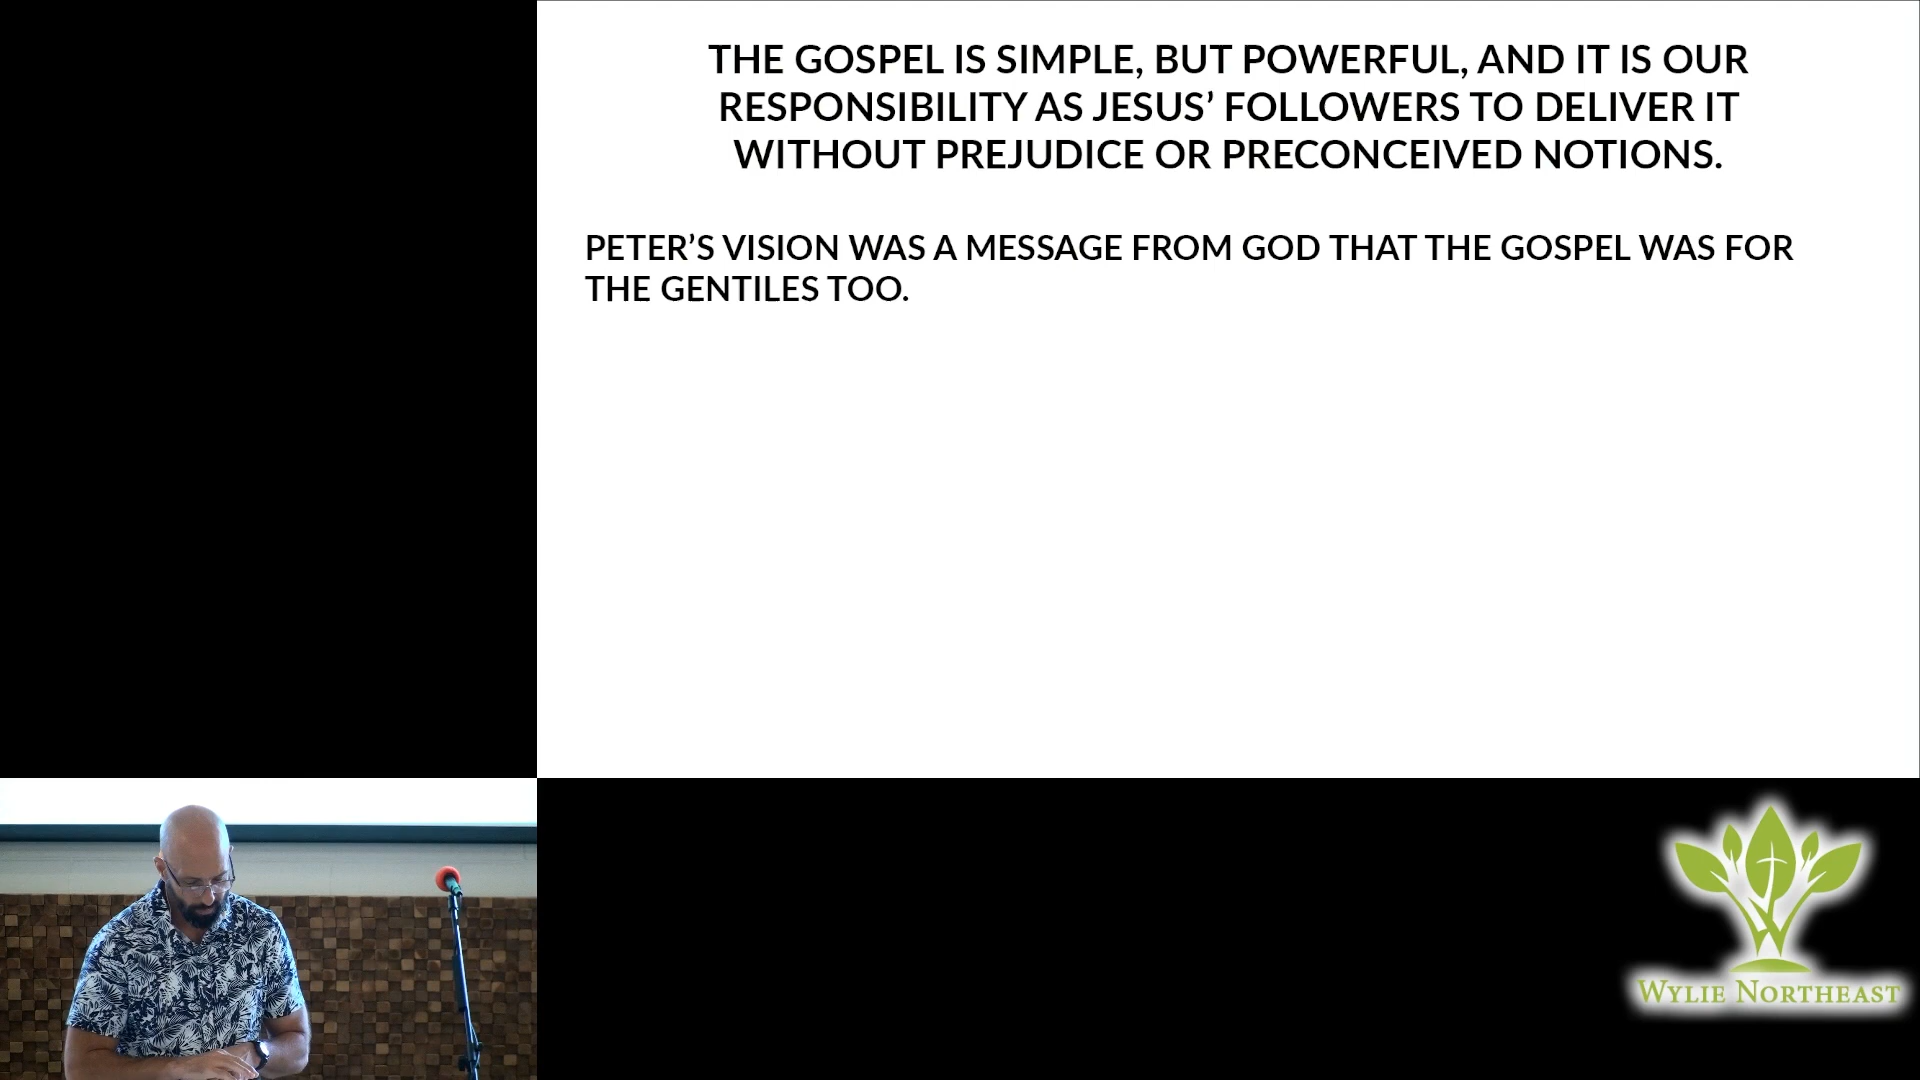 THE GOSPEL IS SIMPLE, BUT POWERFUL, AND IT IS OUR
RESPONSIBILITY AS JESUS’ FOLLOWERS TO DELIVER IT
WITHOUT PREJUDICE OR PRECONCEIVED NOTIONS.
PETER’S VISION WAS A MESSAGE FROM GOD THAT THE GOSPEL WAS FOR
THE GENTILES TOO.
WYLIE NORTHEAST